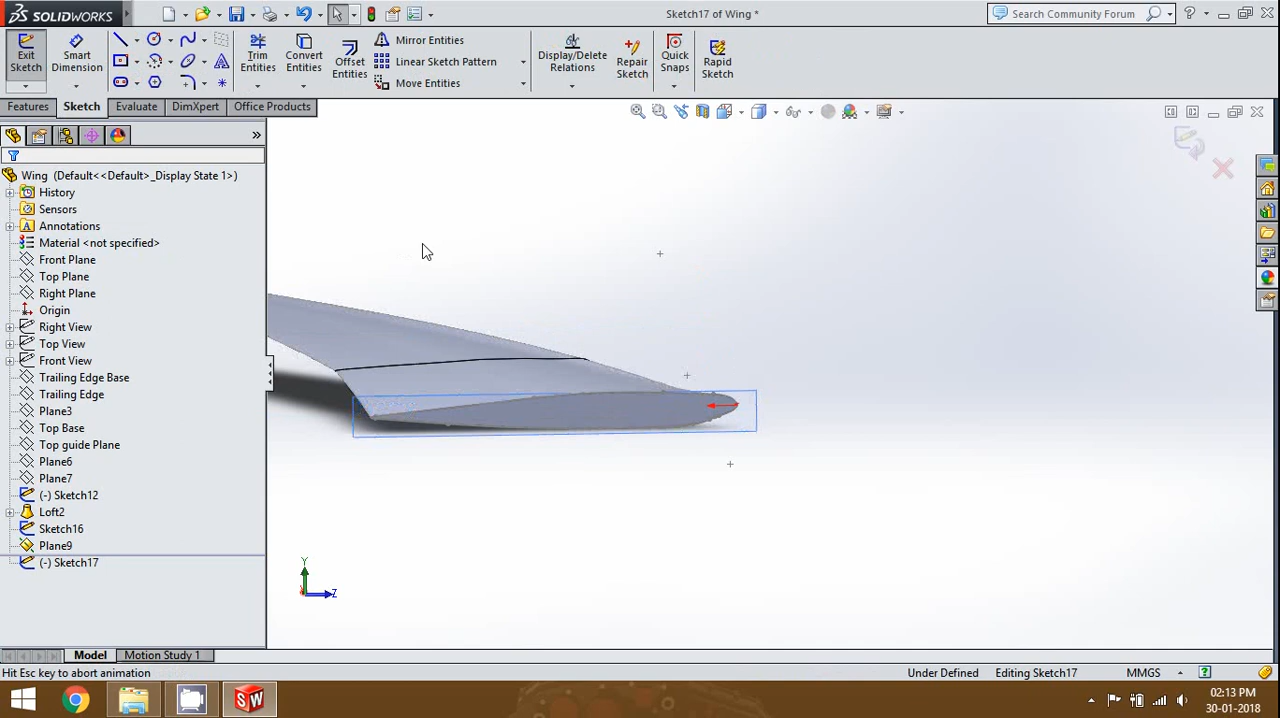 SOLIDWORKS
Sketch17 of Wing *
Search Community Forum
Exit Sketch
Smart Dimension
Trim Entities
Convert Entities
Offset Entities
Mirror Entities
Linear Sketch Pattern
Move Entities
Display/Delete Relations
Repair Sketch
Quick Snaps
Rapid Sketch
Features
Sketch
Evaluate
DimXpert
Office Products
Wing (Default<<Default>_Display State 1>)
History
Sensors
Annotations
Material <not specified>
Front Plane
Top Plane
Right Plane
Origin
Right View
Top View
Front View
Trailing Edge Base
Trailing Edge
Plane3
Top Base
Top guide Plane
Plane6
Plane7
(-) Sketch12
Loft2
Sketch16
Plane9
(-) Sketch17
Y
Z
Model
Motion Study 1
Hit Esc key to abort animation
Under Defined
Editing Sketch17
MMGS
02:13 PM
30-01-2018